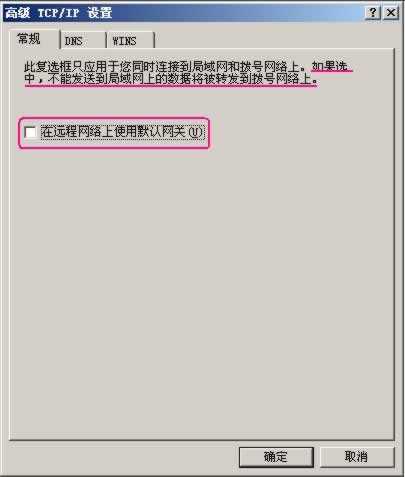 高级 TCP/IP 设置
常规 DNS WINS
此复选框只应用于您同时连接到局域网和拨号网络上。如果选
中，不能发送到局域网上的数据将被转发到拨号网络上。
在远程网络上使用默认网关(U)
确定 取消